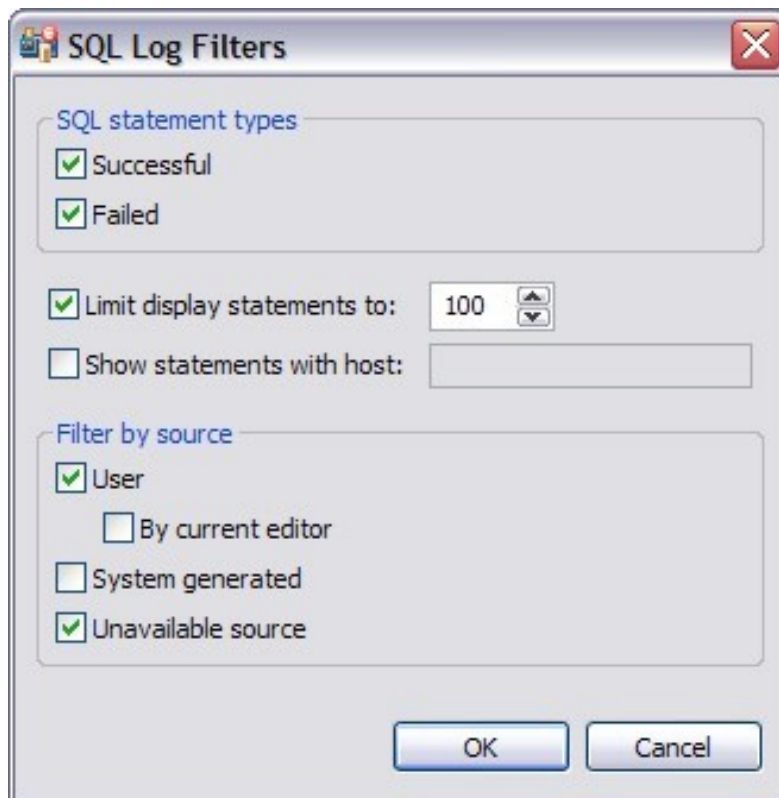 SQL Log Filters
SQL statement types
Successful
Failed
Limit display statements to: 100
Show statements with host:
Filter by source
User
By current editor
System generated
Unavailable source
OK Cancel